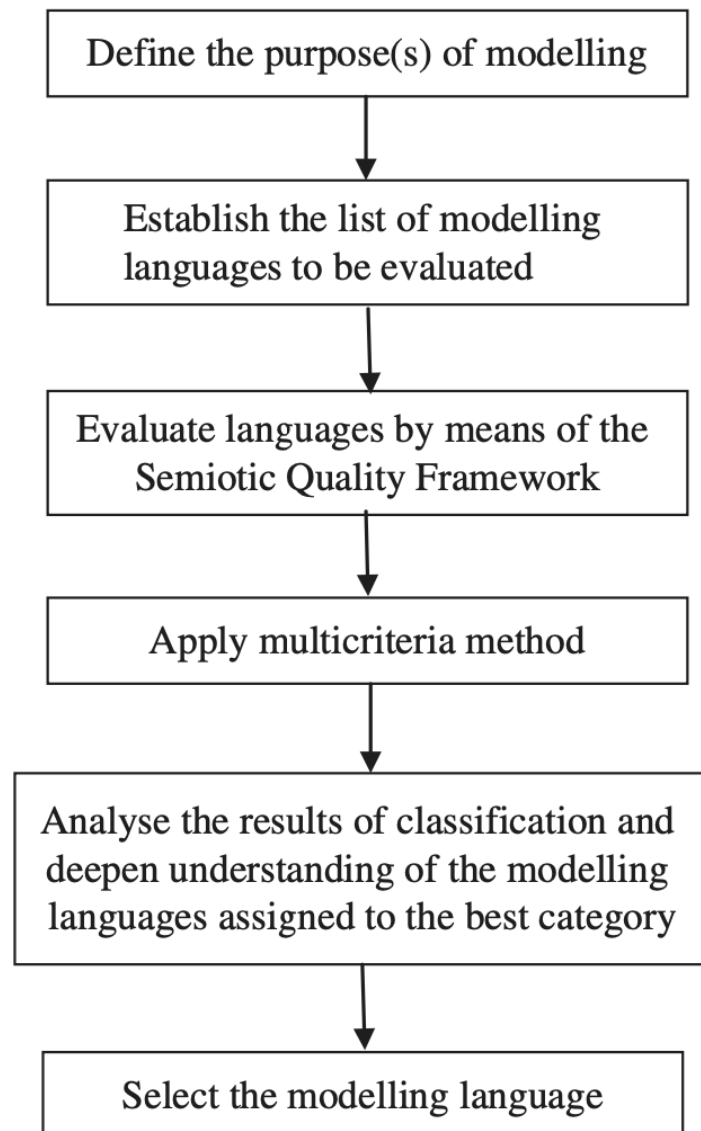 Define the purpose(s) of modelling
Establish the list of modelling
languages to be evaluated
Evaluate languages by means of the
Semiotic Quality Framework
Apply multicriteria method
Analyse the results of classification and
deepen understanding of the modelling
languages assigned to the best category
Select the modelling language